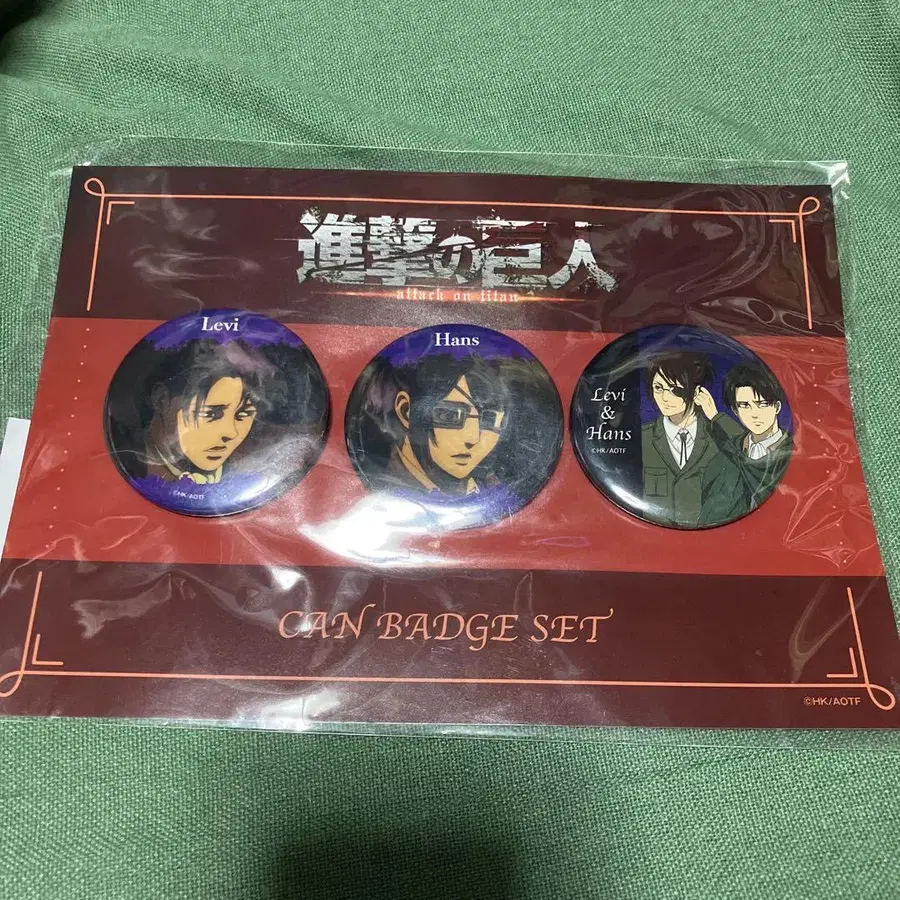 進撃の巨人
attack on titan
Levi
©HK/AOTF
Hans
Levi
&
Hans
©HK/AOTF
CAN BADGE SET
©HK/AOTF